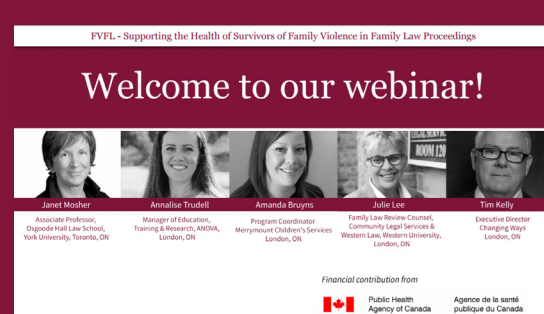 FVFL - Supporting the Health of Survivors of Family Violence in Family Law Proceedings
Welcome to our webinar!
ROOM 120
Janet Mosher
Associate Professor,
Osgoode Hall Law School,
York University, Toronto, ON
Annalise Trudell
Manager of Education,
Training & Research, ANOVA,
London, ON
Amanda Bruyns
Program Coordinator
Merrymount Children's Services
London, ON
Julie Lee
Family Law Review Counsel,
Community Legal Services &
Western Law, Western University,
London, ON
Tim Kelly
Executive Director
Changing Ways
London, ON
Financial contribution from
Public Health
Agency of Canada
Agence de la santé
publique du Canada